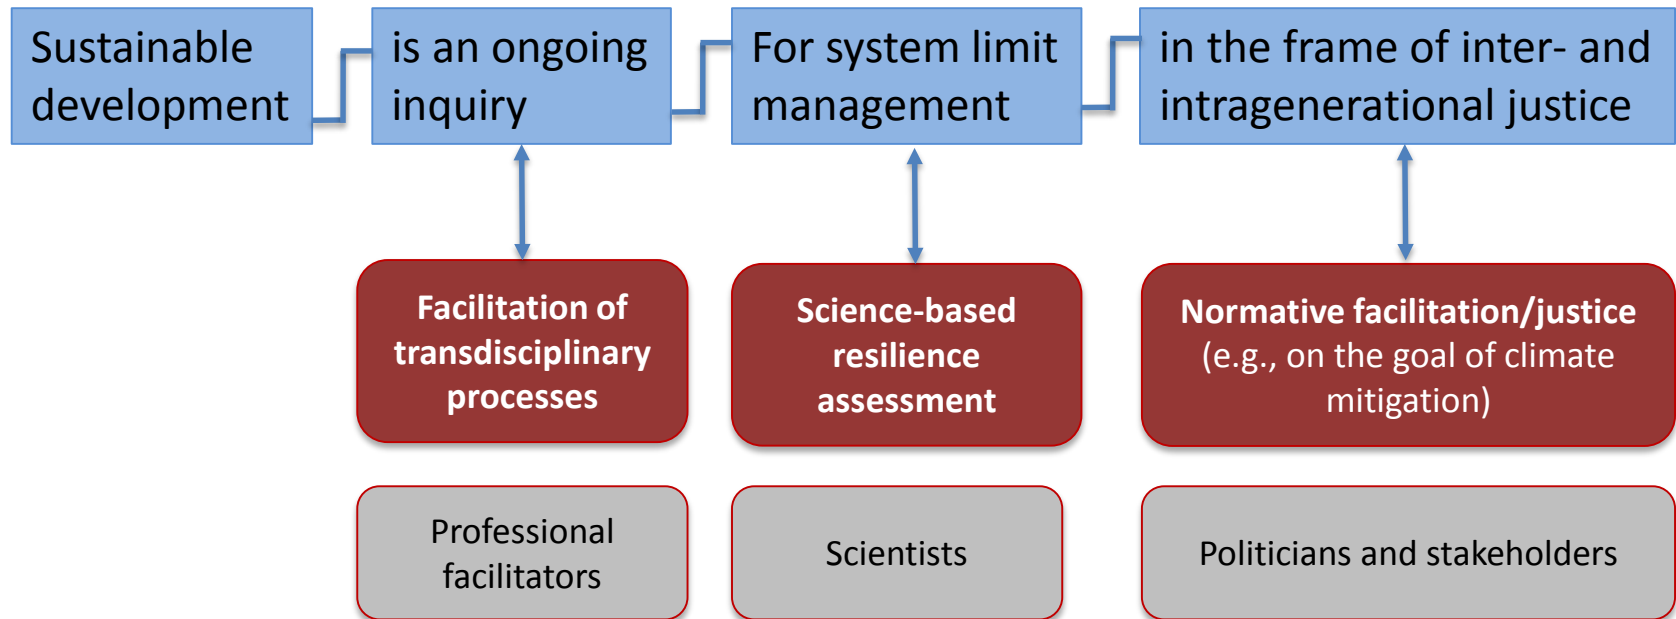 Sustainable
development
is an ongoing
inquiry
For system limit
management
in the frame of inter- and
intragenerational justice
Facilitation of
transdisciplinary
processes
Science-based
resilience
assessment
Normative facilitation/justice
(e.g., on the goal of climate
mitigation)
Professional
facilitators
Scientists
Politicians and stakeholders